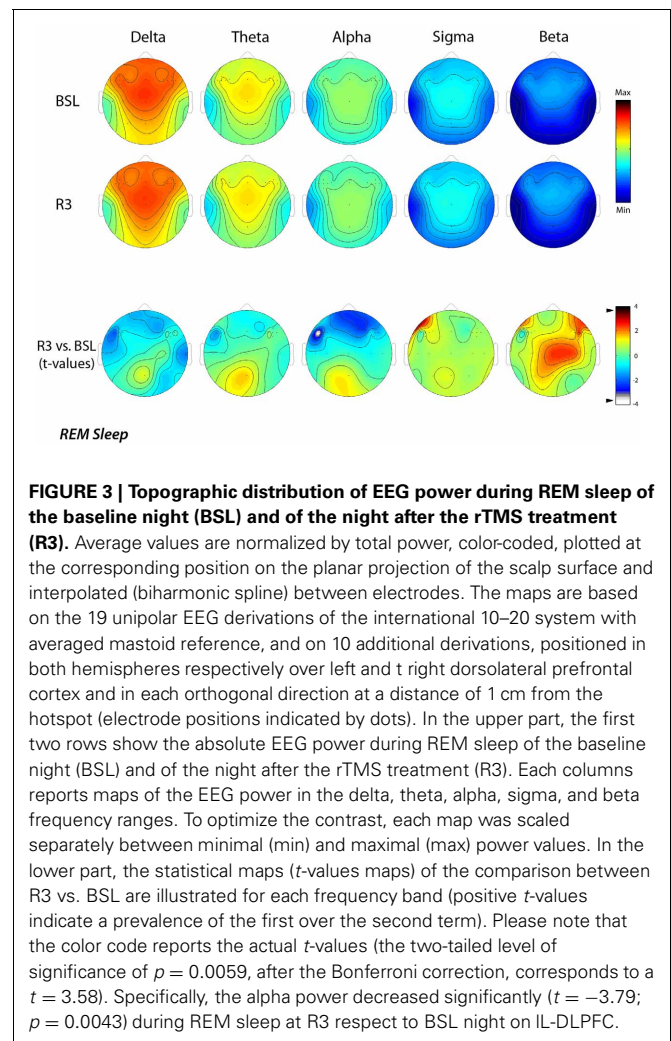 Delta Theta Alpha Sigma Beta
BSL
Max
R3
Min
R3 vs. BSL
(t-values)
4
2
0
-2
-4
REM Sleep
FIGURE 3 | Topographic distribution of EEG power during REM sleep of
the baseline night (BSL) and of the night after the rTMS treatment
(R3). Average values are normalized by total power, color-coded, plotted at
the corresponding position on the planar projection of the scalp surface and
interpolated (biharmonic spline) between electrodes. The maps are based
on the 19 unipolar EEG derivations of the international 10–20 system with
averaged mastoid reference, and on 10 additional derivations, positioned in
both hemispheres respectively over left and t right dorsolateral prefrontal
cortex and in each orthogonal direction at a distance of 1 cm from the
hotspot (electrode positions indicated by dots). In the upper part, the first
two rows show the absolute EEG power during REM sleep of the baseline
night (BSL) and of the night after the rTMS treatment (R3). Each columns
reports maps of the EEG power in the delta, theta, alpha, sigma, and beta
frequency ranges. To optimize the contrast, each map was scaled
separately between minimal (min) and maximal (max) power values. In the
lower part, the statistical maps (t-values maps) of the comparison between
R3 vs. BSL are illustrated for each frequency band (positive t-values
indicate a prevalence of the first over the second term). Please note that
the color code reports the actual t-values (the two-tailed level of
significance of p = 0.0059, after the Bonferroni correction, corresponds to a
t = 3.58). Specifically, the alpha power decreased significantly (t = −3.79;
p = 0.0043) during REM sleep at R3 respect to BSL night on lL-DLPFC.